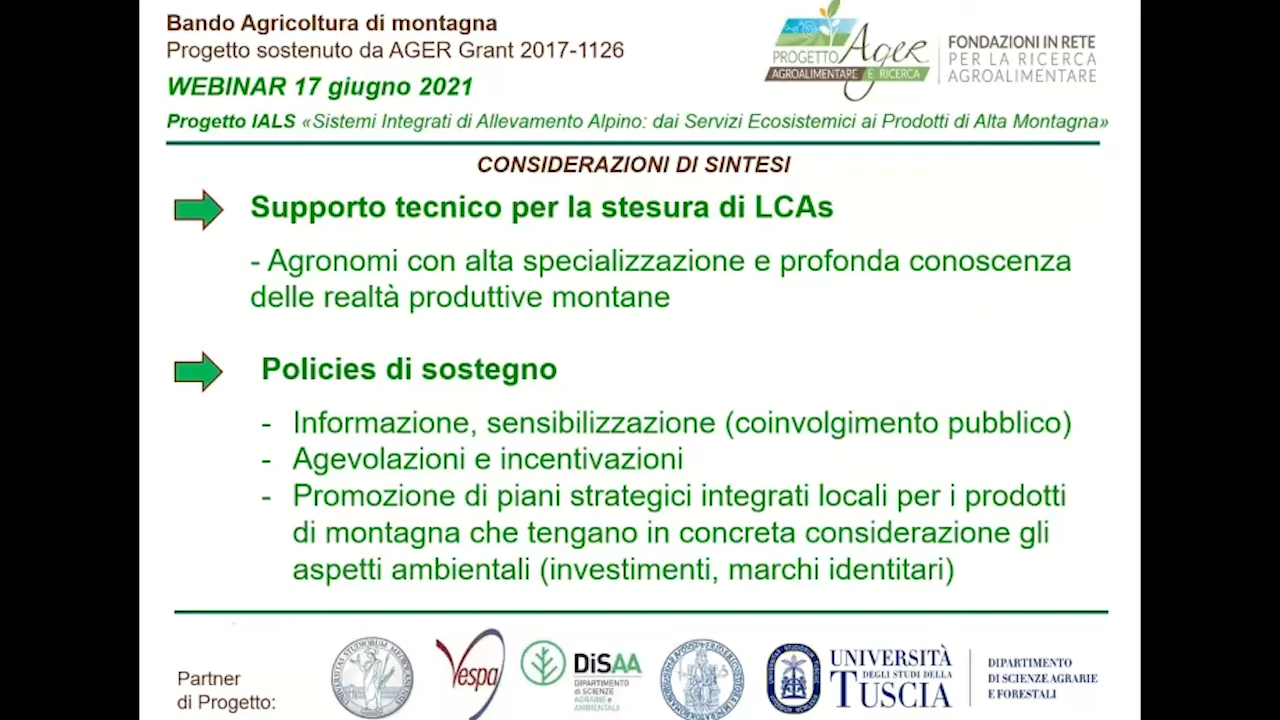 Bando Agricoltura di montagna
Progetto sostenuto da AGER Grant 2017-1126
WEBINAR 17 giugno 2021
Progetto IALS «Sistemi Integrati di Allevamento Alpino: dai Servizi Ecosistemici ai Prodotti di Alta Montagna»
PROGETTO Ager
AGROALIMENTARE E RICERCA
FONDAZIONI IN RETE
PER LA RICERCA
AGROALIMENTARE
CONSIDERAZIONI DI SINTESI
Supporto tecnico per la stesura di LCAs
- Agronomi con alta specializzazione e profonda conoscenza
delle realtà produttive montane
Policies di sostegno
- Informazione, sensibilizzazione (coinvolgimento pubblico)
- Agevolazioni e incentivazioni
- Promozione di piani strategici integrati locali per i prodotti
di montagna che tengano in concreta considerazione gli
aspetti ambientali (investimenti, marchi identitari)
Partner
di Progetto:
Vespa
DiSAA
DIPARTIMENTO
di SCIENZE
AGRARIE e
AMBIENTALI
UNIVERSITÀ
DEGLI STUDI DELLA
TUSCIA
DIPARTIMENTO
DI SCIENZE AGRARIE
E FORESTALI